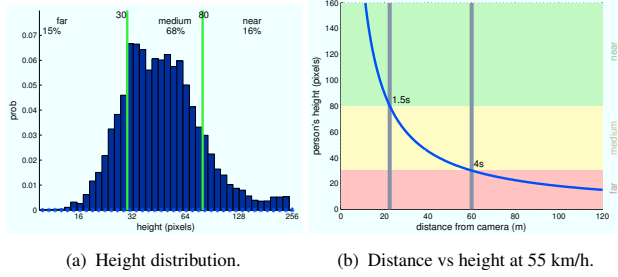 far 30 medium 80 near
15% 68% 16%
0.07
0.06
0.05
0.04
0.03
0.02
0.01
0
prob
16 32 64 128 256
height (pixels)
(a) Height distribution.
160
140
120
100
80
60
40
20
0
person's height (pixels)
1.5s
4s
near
medium
far
0 20 40 60 80 100 120
distance from camera (m)
(b) Distance vs height at 55 km/h.